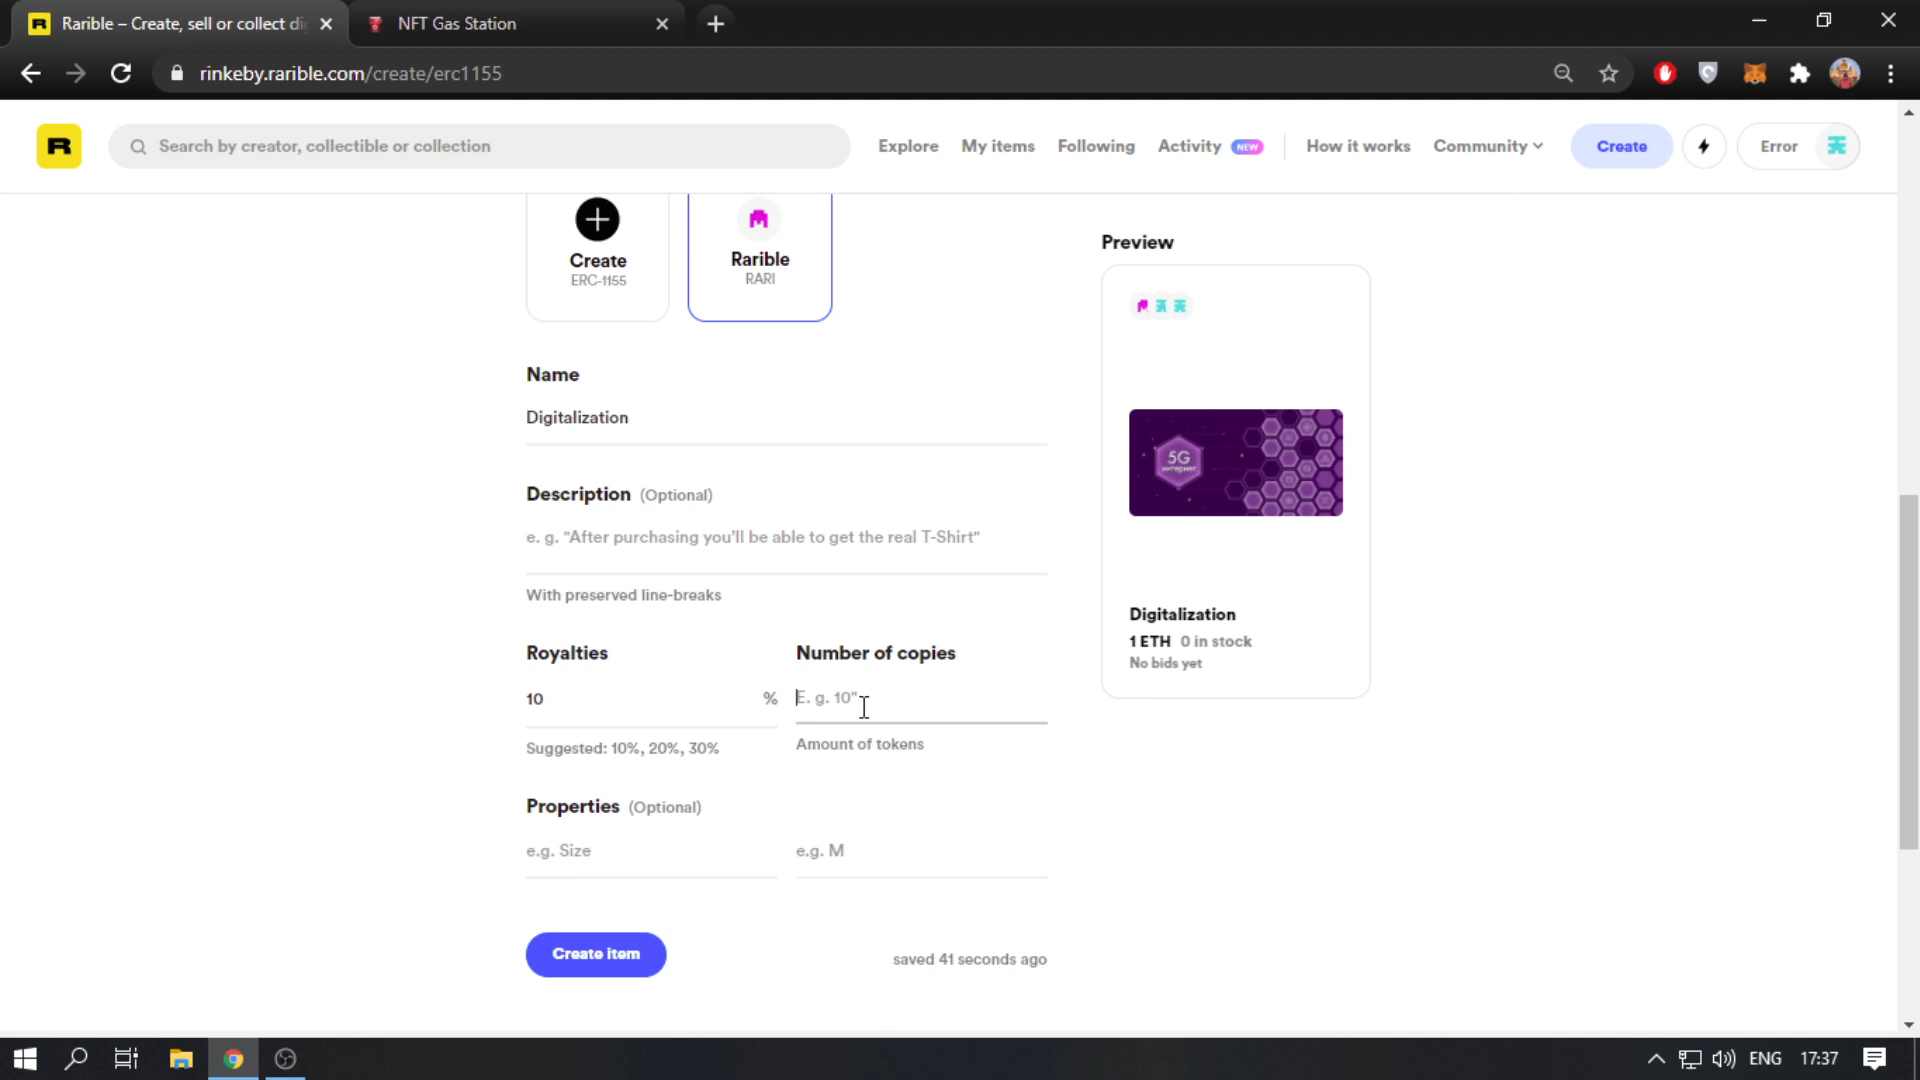 Rarible – Create, sell or collect di
NFT Gas Station
rinkeby.rarible.com/create/erc1155
R
Search by creator, collectible or collection
Explore
My items
Following
Activity
NEW
How it works
Community
Create
Error
Create
ERC-1155
Rarible
RARI
Preview
Name
Digitalization
Description (Optional)
e. g. "After purchasing you'll be able to get the real T-Shirt"
With preserved line-breaks
5G
интернет
Digitalization
1 ETH 0 in stock
No bids yet
Royalties
Number of copies
10 %
E. g. 10"
Suggested: 10%, 20%, 30%
Amount of tokens
Properties (Optional)
e.g. Size
e.g. M
Create item
saved 41 seconds ago
ENG
17:37